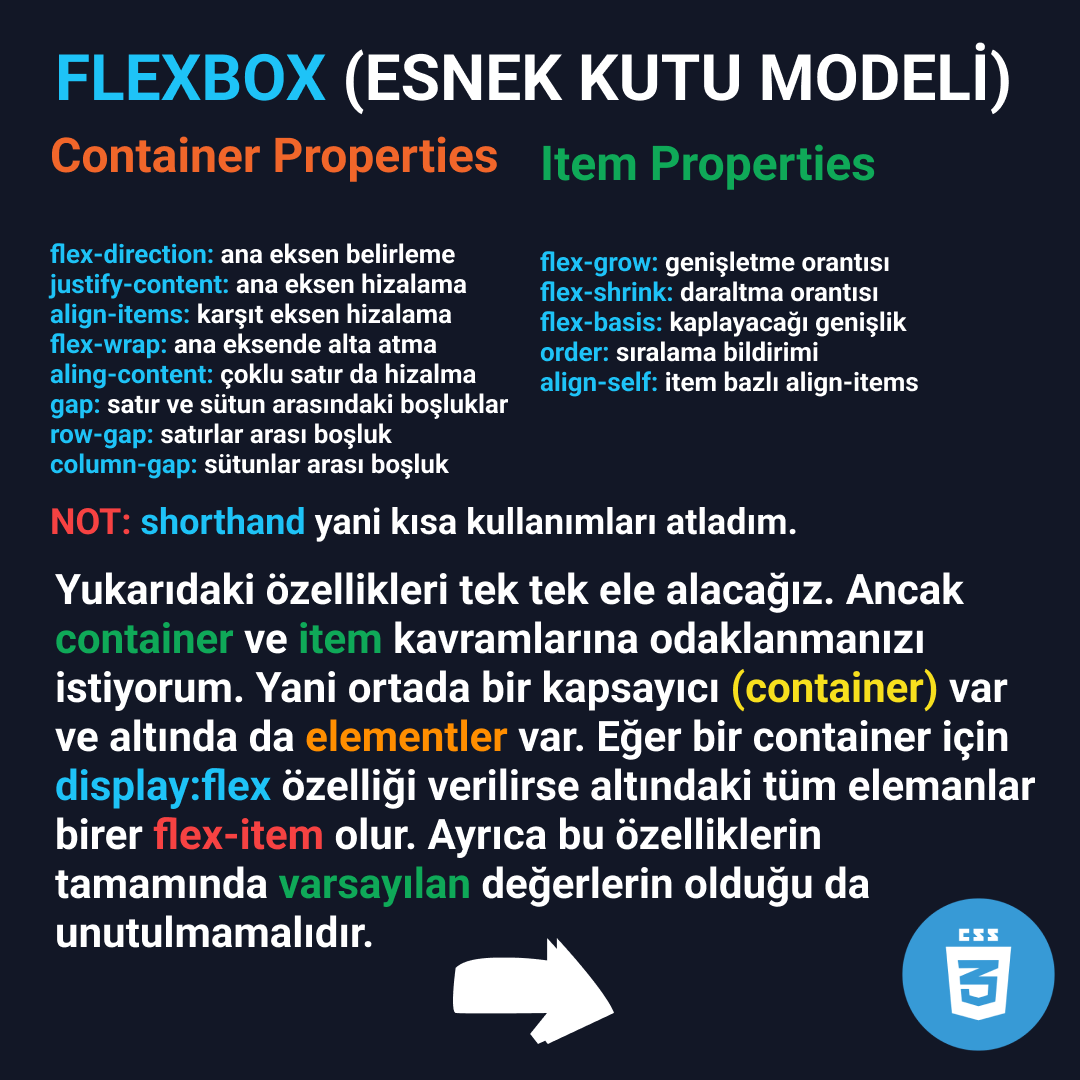 FLEXBOX (ESNEK KUTU MODELİ)
Container Properties
flex-direction: ana eksen belirleme
justify-content: ana eksen hizalama
align-items: karşıt eksen hizalama
flex-wrap: ana eksende alta atma
aling-content: çoklu satır da hizalma
gap: satır ve sütun arasındaki boşluklar
row-gap: satırlar arası boşluk
column-gap: sütunlar arası boşluk
Item Properties
flex-grow: genişletme orantısı
flex-shrink: daraltma orantısı
flex-basis: kaplayacağı genişlik
order: sıralama bildirimi
align-self: item bazlı align-items
NOT: shorthand yani kısa kullanımları atladım.
Yukarıdaki özellikleri tek tek ele alacağız. Ancak
container ve item kavramlarına odaklanmanızı
istiyorum. Yani ortada bir kapsayıcı (container) var
ve altında da elementler var. Eğer bir container için
display:flex özelliği verilirse altındaki tüm elemanlar
birer flex-item olur. Ayrıca bu özelliklerin
tamamında varsayılan değerlerin olduğu da
unutulmamalıdır.
CSS
3